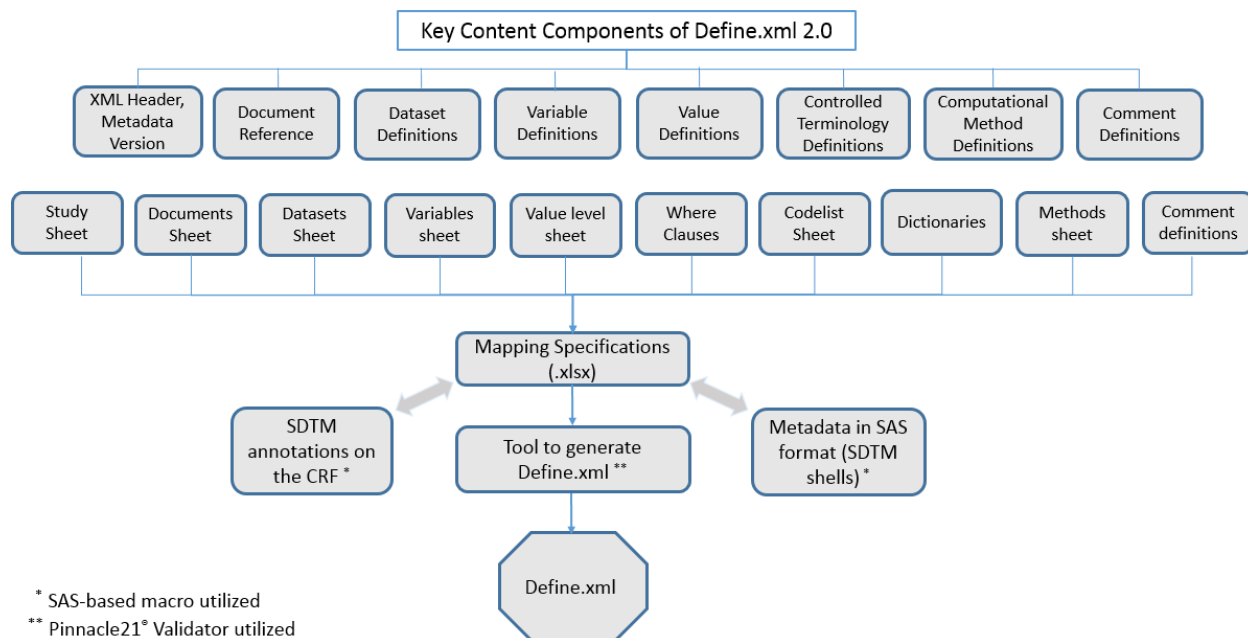 Key Content Components of Define.xml 2.0
XML Header,
Metadata
Version
Document
Reference
Dataset
Definitions
Variable
Definitions
Value
Definitions
Controlled
Terminology
Definitions
Computational
Method
Definitions
Comment
Definitions
Study
Sheet
Documents
Sheet
Datasets
Sheet
Variables
sheet
Value level
sheet
Where
Clauses
Codelist
Sheet
Dictionaries
Methods
sheet
Comment
definitions
Mapping Specifications
(.xlsx)
SDTM
annotations on
the CRF *
Tool to generate
Define.xml **
Metadata in SAS
format (SDTM
shells) *
Define.xml
* SAS-based macro utilized
** Pinnacle21® Validator utilized